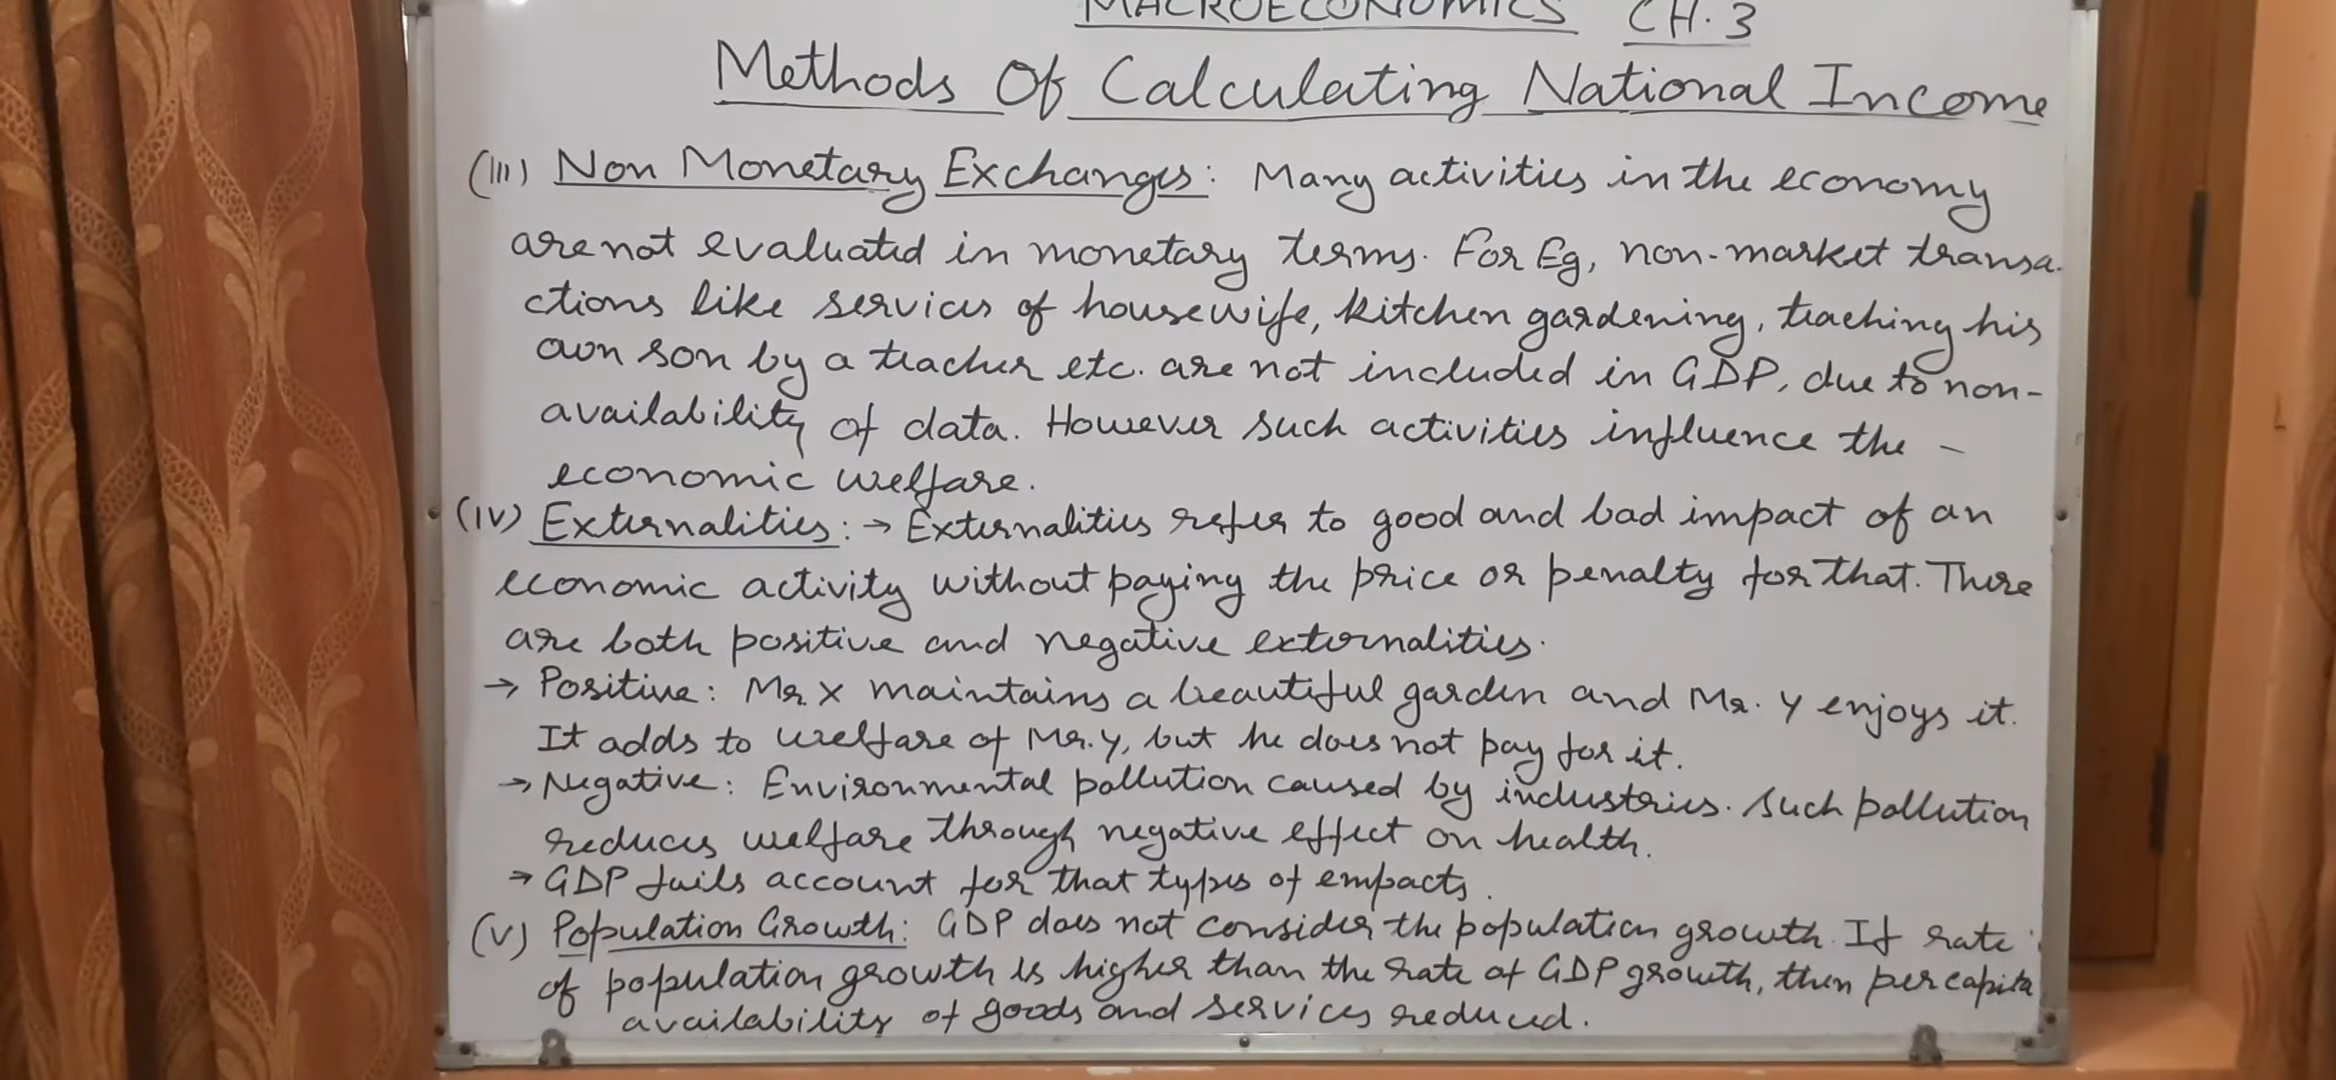 MACROECONOMICS CH. 3
Methods Of Calculating National Income
(III) Non Monetary Exchanges: Many activities in the economy
are not evaluated in monetary terms. For Eg, non-market transa-
ctions like services of housewife, kitchen gardening, teaching his
own son by a teacher etc. are not included in GDP, due to non-
availability of data. However such activities influence the -
economic welfare.
(IV) Externalities: → Externalities refer to good and bad impact of an
economic activity without paying the price or penalty for that. There
are both positive and negative externalities.
→ Positive: Mr. X maintains a beautiful garden and Mr. Y enjoys it.
It adds to welfare of Mr. Y, but he does not pay for it.
→ Negative: Environmental pollution caused by industries. Such pollution
reduces welfare through negative effect on health.
→ GDP fails account for that types of empacts.
(V) Population Growth: GDP does not consider the population growth. If rate
of population growth is higher than the rate of GDP growth, then per capita
availability of goods and services reduced.